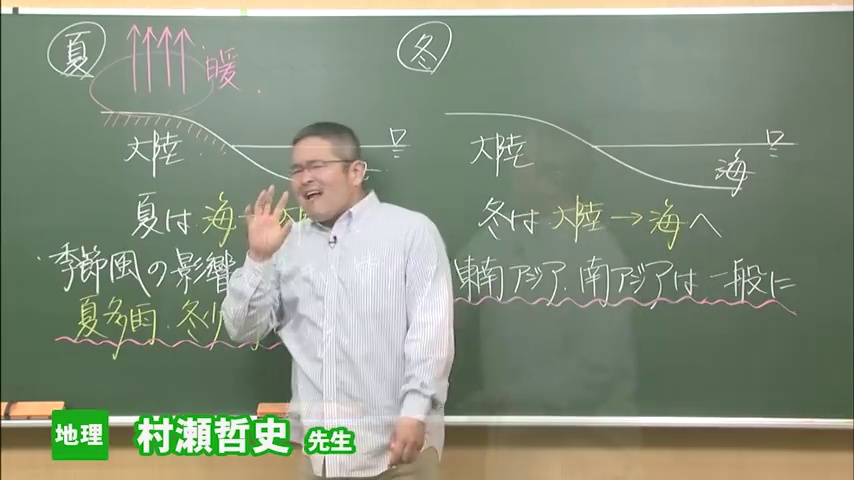 夏
冬
暖
大陸
大陸
海
夏は 海→
冬は 大陸→海へ
季節風の影響
東南アジア、南アジアは一般に
夏多雨、冬少
地理 村瀬哲史 先生